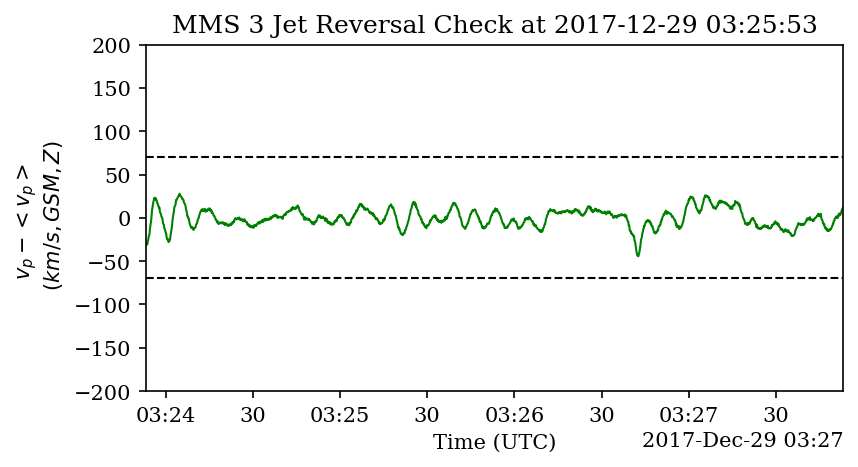 MMS 3 Jet Reversal Check at 2017-12-29 03:25:53
200
150
100
50
0
−50
−100
−150
−200
v_p − < v_p >
(km/s, GSM, Z)
03:24 30 03:25 30 03:26 30 03:27 30
Time (UTC)
2017-Dec-29 03:27